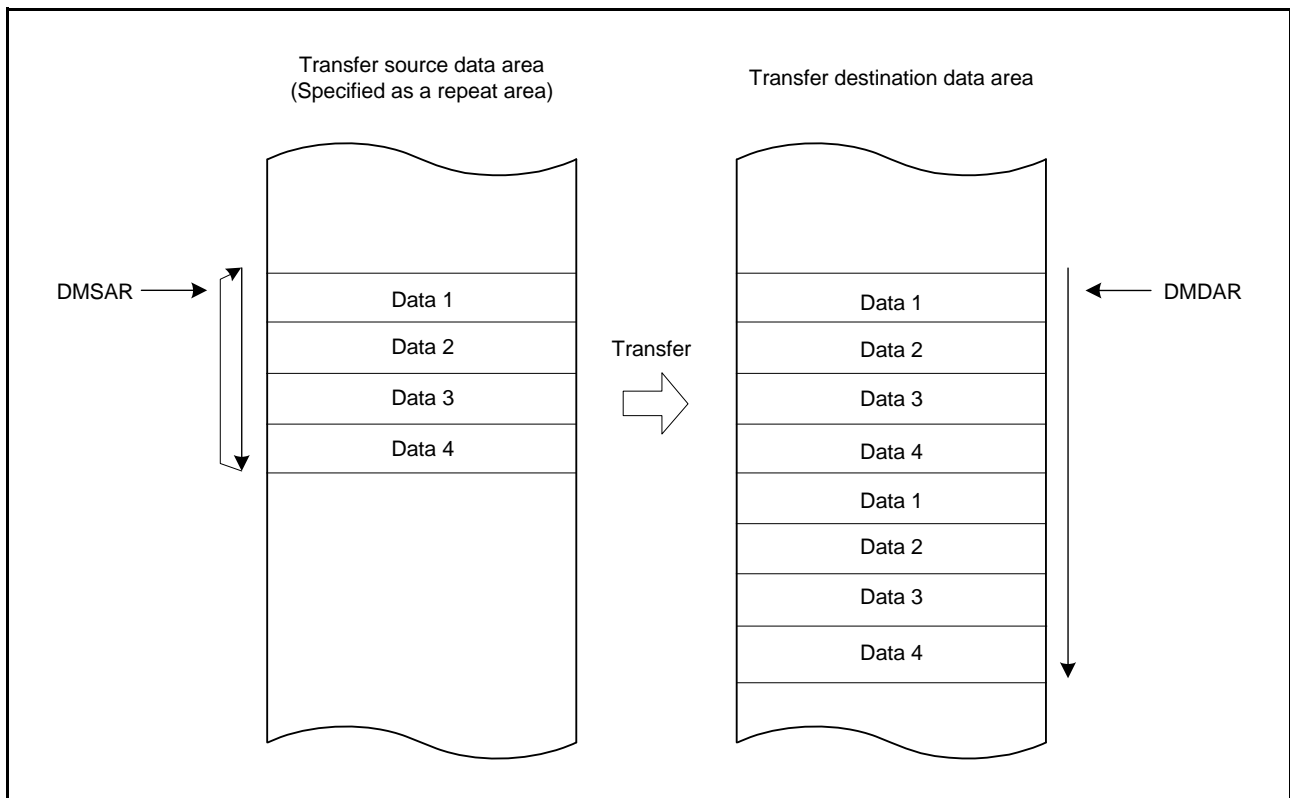 Transfer source data area
(Specified as a repeat area)
Transfer destination data area
DMSAR
Data 1
Data 2
Data 3
Data 4
Transfer
Data 1
Data 2
Data 3
Data 4
Data 1
Data 2
Data 3
Data 4
DMDAR